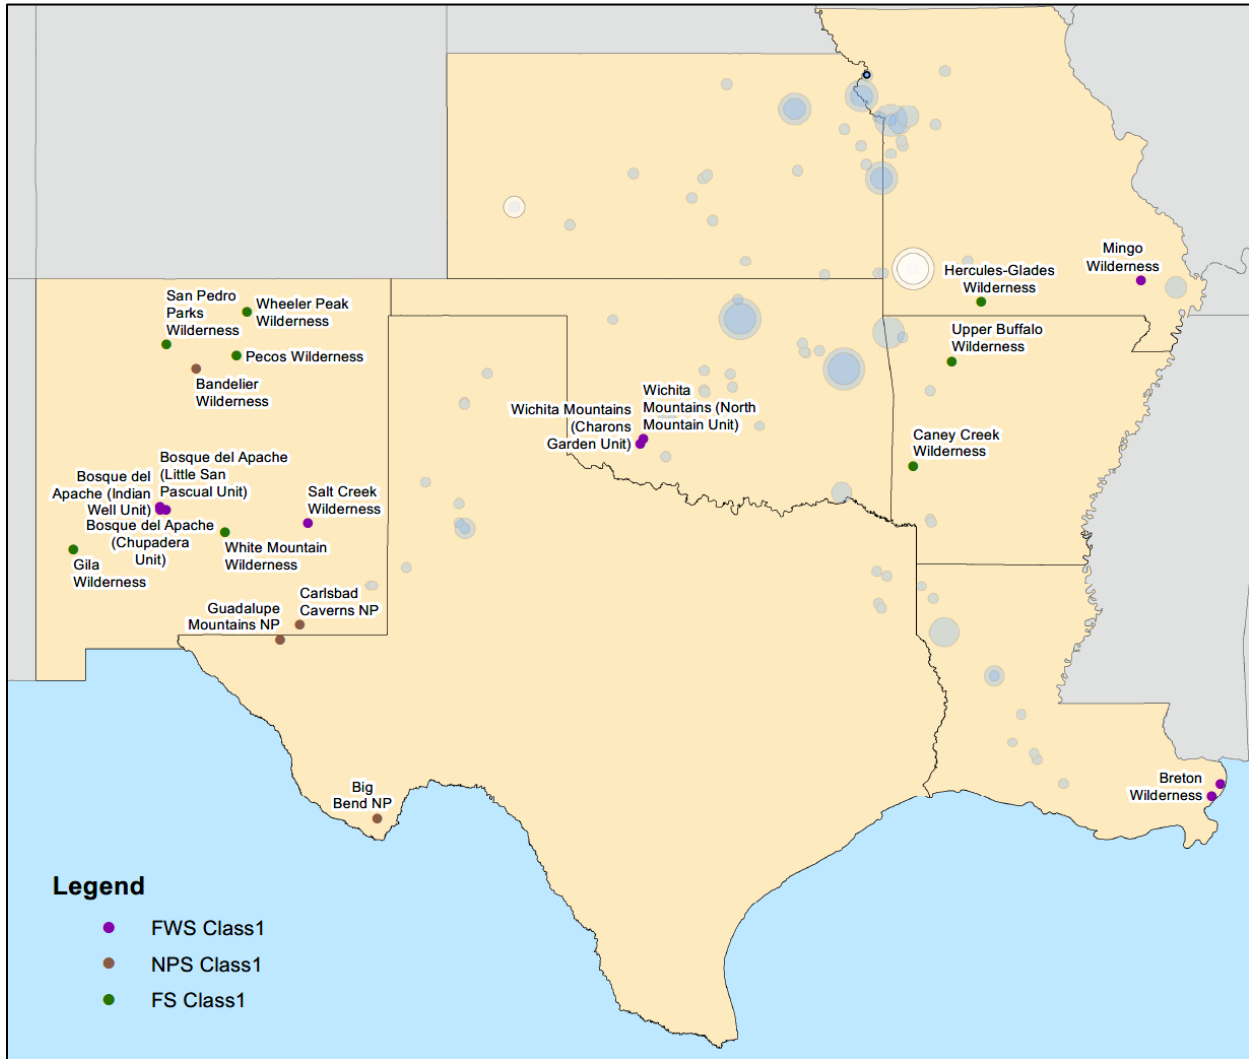 Mingo
Wilderness
Hercules-Glades
Wilderness
San Pedro
Parks
Wilderness
Wheeler Peak
Wilderness
Pecos Wilderness
Bandelier
Wilderness
Upper Buffalo
Wilderness
Wichita Mountains
(Charons
Garden Unit)
Wichita
Mountains (North
Mountain Unit)
Caney Creek
Wilderness
Bosque del
Apache (Indian
Well Unit)
Bosque del Apache
(Little San
Pascual Unit)
Bosque del Apache
(Chupadera
Unit)
Salt Creek
Wilderness
White Mountain
Wilderness
Gila
Wilderness
Guadalupe
Mountains NP
Carlsbad
Caverns NP
Big
Bend NP
Breton
Wilderness
Legend
FWS Class1
NPS Class1
FS Class1